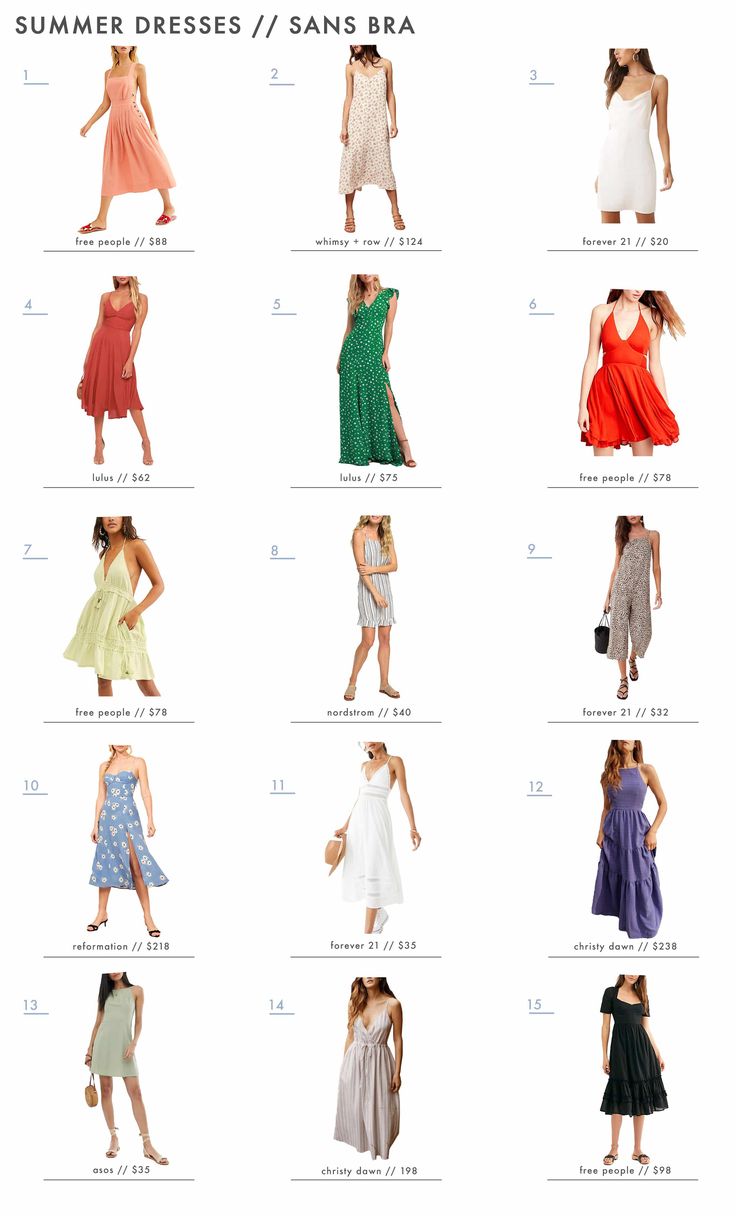 SUMMER DRESSES // SANS BRA
1
2
3
free people // $88
whimsy + row // $124
forever 21 // $20
4
5
6
lulus // $62
lulus // $75
free people // $78
7
8
9
free people // $78
nordstrom // $40
forever 21 // $32
10
11
12
reformation // $218
forever 21 // $35
christy dawn // $238
13
14
15
asos // $35
christy dawn // 198
free people // $98